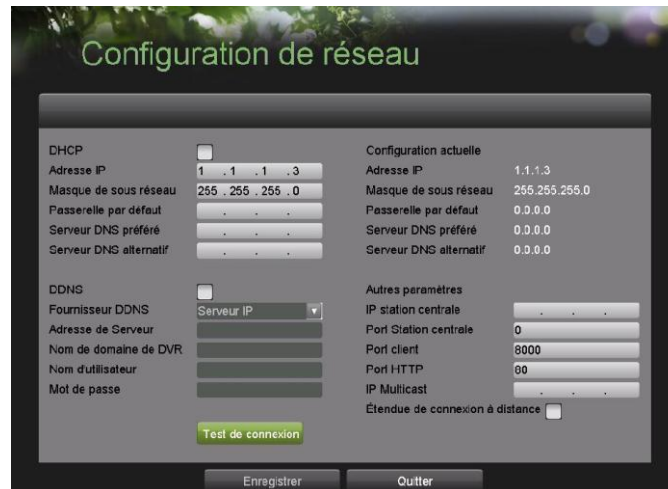 Configuration de réseau
DHCP
Adresse IP 1 . 1 . 1 . 3
Masque de sous réseau 255 . 255 . 255 . 0
Passerelle par défaut . . .
Serveur DNS préféré . . .
Serveur DNS alternatif . . .
DDNS
Fournisseur DDNS Serveur IP
Adresse de Serveur
Nom de domaine de DVR
Nom d'utilisateur
Mot de passe
Test de connexion
Configuration actuelle
Adresse IP 1.1.1.3
Masque de sous réseau 255.255.255.0
Passerelle par défaut 0.0.0.0
Serveur DNS préféré 0.0.0.0
Serveur DNS alternatif 0.0.0.0
Autres paramètres
IP station centrale . . .
Port Station centrale 0
Port client 8000
Port HTTP 80
IP Multicast . . .
Étendue de connexion à distance
Enregistrer
Quitter